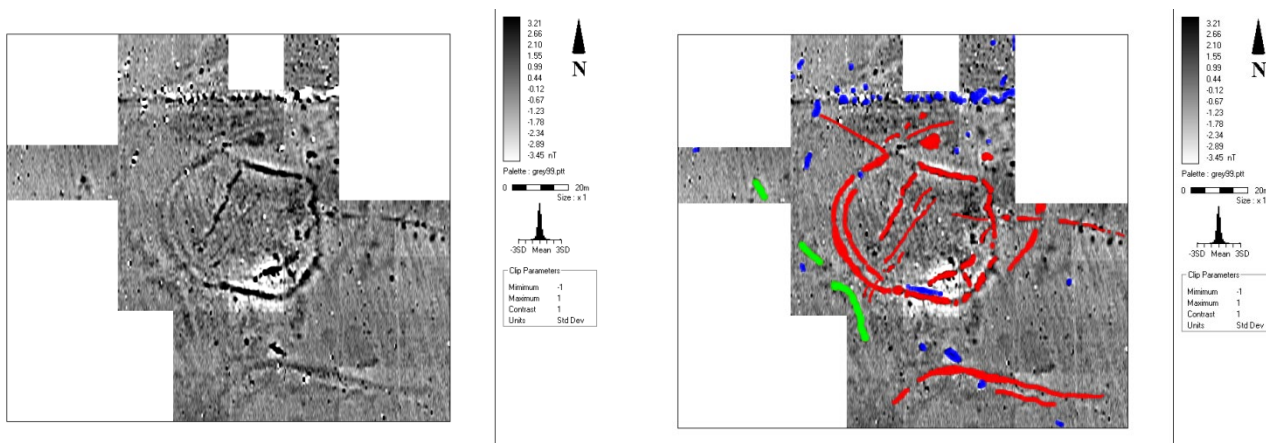 3.21
2.66
2.10
1.55
0.99
0.44
-0.12
-0.67
-1.23
-1.78
-2.34
-2.89
-3.45 nT
N
Palette : grey99.ptt
0 20m
Size : x 1
-3SD Mean 3SD
Clip Parameters
Minimum -1
Maximum 1
Contrast 1
Units Std Dev
3.21
2.66
2.10
1.55
0.99
0.44
-0.12
-0.67
-1.23
-1.78
-2.34
-2.89
-3.45 nT
N
Palette : grey99.ptt
0 20m
Size : x 1
-3SD Mean 3SD
Clip Parameters
Minimum -1
Maximum 1
Contrast 1
Units Std Dev